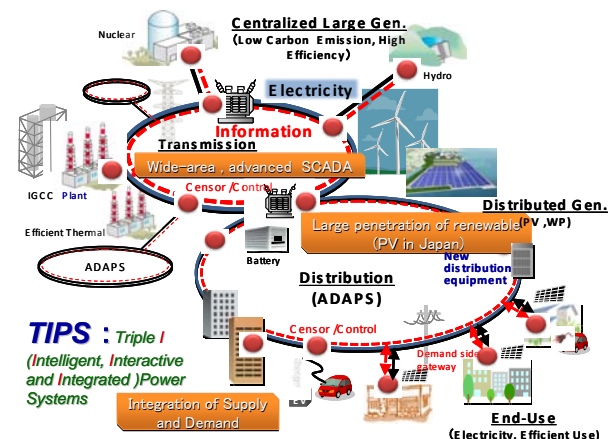 Centralized Large Gen.
(Low Carbon Emission, High
Efficiency)
Nuclear
Hydro
Electricity
Information
Transmission
Wide-area , advanced SCADA
Censor /Control
IGCC Plant
Efficient Thermal
ADAPS
Battery
Large penetration of renewable
(PV in Japan)
Distributed Gen.
(PV ,WP)
New
distribution
equipment
Distribution
(ADAPS)
Censor /Control
Demand side
gateway
EV
TIPS : Triple I
(Intelligent, Interactive
and Integrated )Power
Systems
Integration of Supply
and Demand
End-Use
(Electricity, Efficient Use)